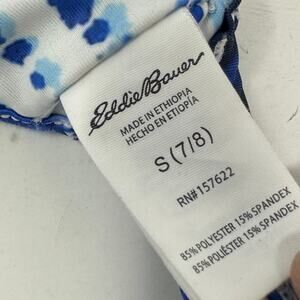 Eddie Bauer
MADE IN ETHIOPIA
HECHO EN ETIOPÍA
S (7/8)
RN#157622
85% POLYESTER 15% SPANDEX
85% POLIÉSTER 15% SPANDEX